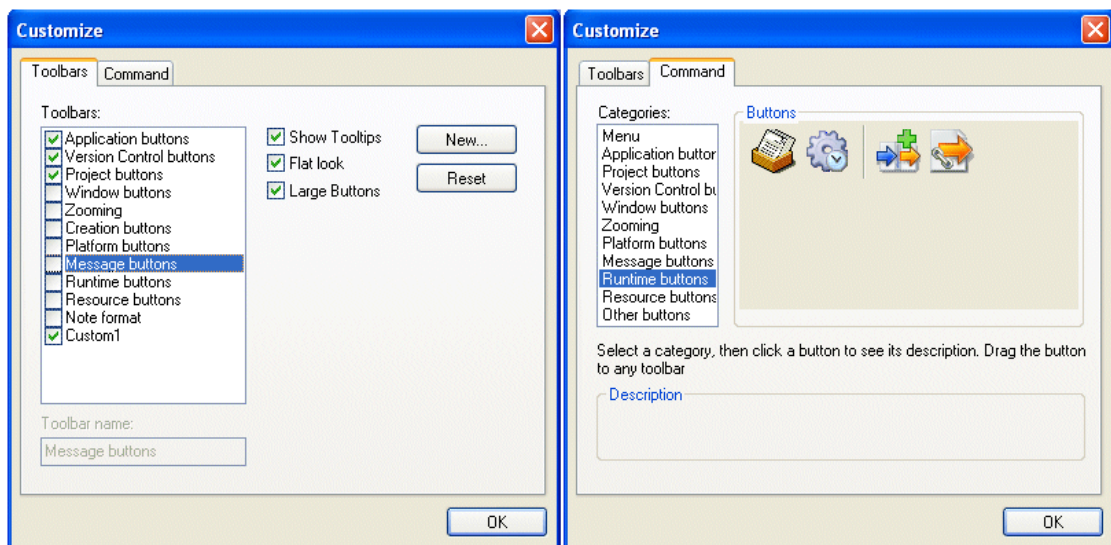 Customize
Toolbars Command
Toolbars:
Application buttons
Version Control buttons
Project buttons
Window buttons
Zooming
Creation buttons
Platform buttons
Message buttons
Runtime buttons
Resource buttons
Note format
Custom1
Show Tooltips
Flat look
Large Buttons
New...
Reset
Toolbar name:
Message buttons
OK
Customize
Toolbars Command
Categories:
Menu
Application buttor
Project buttons
Version Control bu
Window buttons
Zooming
Platform buttons
Message buttons
Runtime buttons
Resource buttons
Other buttons
Buttons
Select a category, then click a button to see its description. Drag the button
to any toolbar
Description
OK